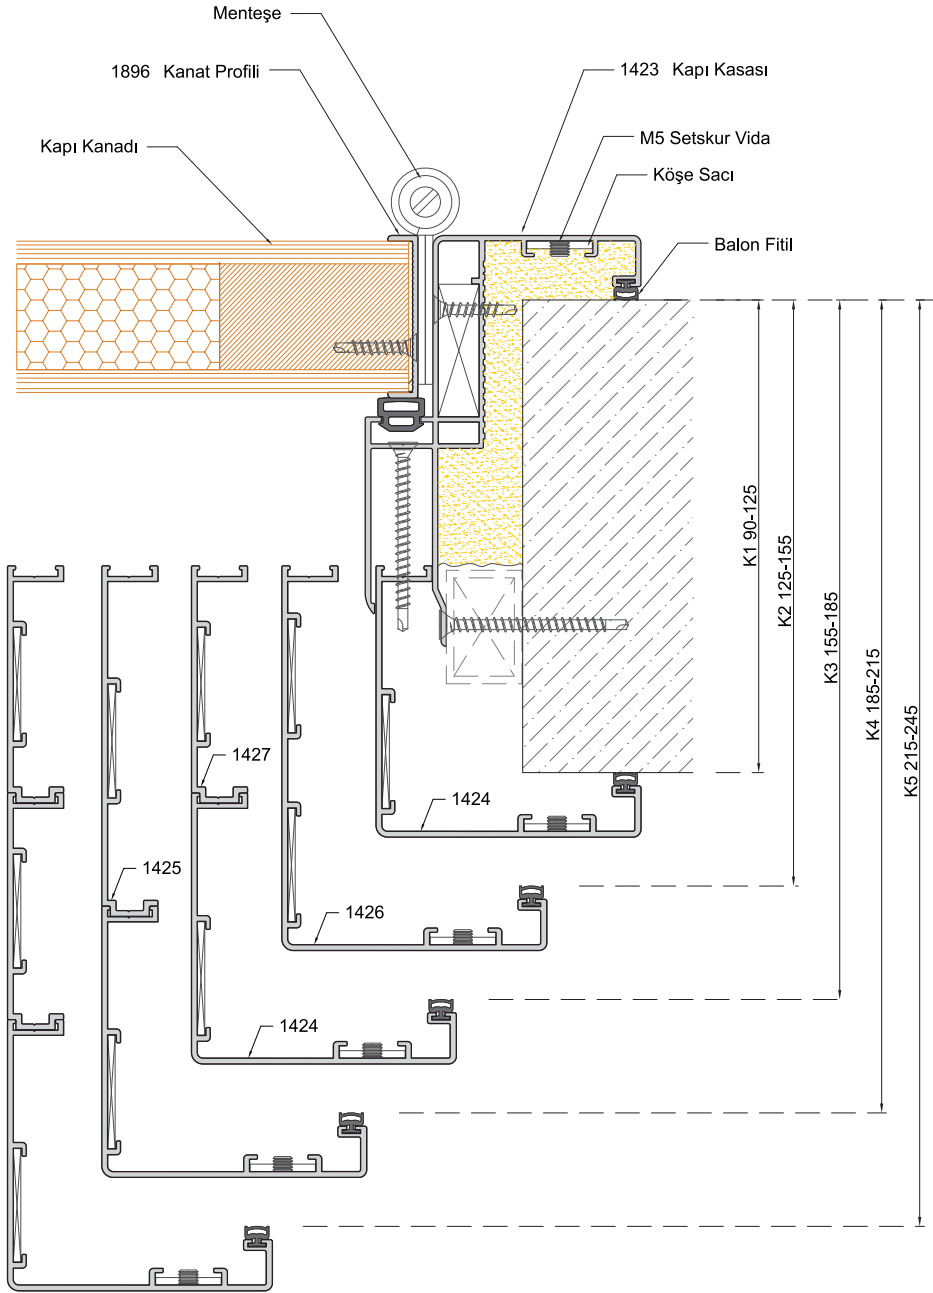 Menteşe
1896 Kanat Profili
1423 Kapı Kasası
M5 Setskur Vida
Kapı Kanadı
Köşe Sacı
Balon Fitil
K1 90-125
K2 125-155
K3 155-185
K4 185-215
K5 215-245
1427
1424
1425
1426
1424